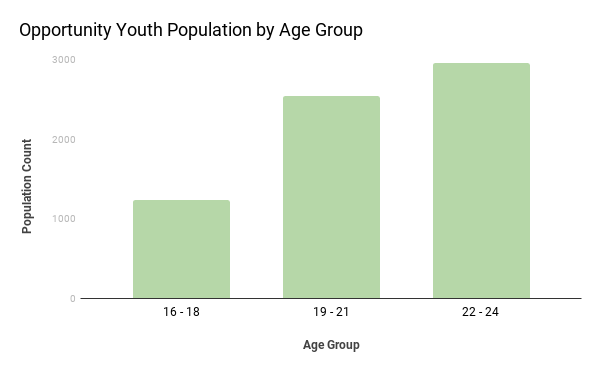 Opportunity Youth Population by Age Group
3000
2000
1000
0
Population Count
16 - 18
19 - 21
22 - 24
Age Group